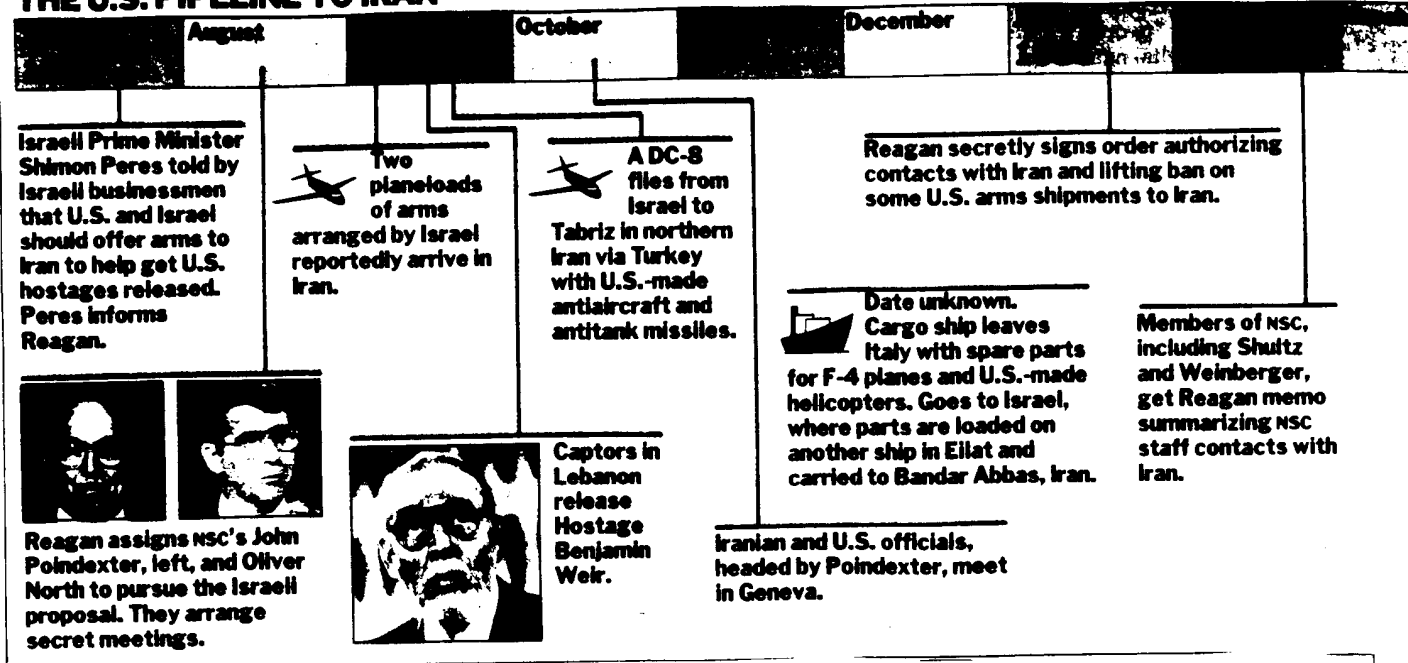 THE U.S. PIPELINE TO IRAN
August
October
December
Israeli Prime Minister
Shimon Peres told by
Israeli businessmen
that U.S. and Israel
should offer arms to
Iran to help get U.S.
hostages released.
Peres informs
Reagan.
Reagan assigns NSC's John
Poindexter, left, and Oliver
North to pursue the Israeli
proposal. They arrange
secret meetings.
Two
planeloads
of arms
arranged by Israel
reportedly arrive in
Iran.
Captors in
Lebanon
release
Hostage
Benjamin
Weir.
A DC-8
flies from
Israel to
Tabriz in northern
Iran via Turkey
with U.S.-made
antiaircraft and
antitank missiles.
Iranian and U.S. officials,
headed by Poindexter, meet
in Geneva.
Reagan secretly signs order authorizing
contacts with Iran and lifting ban on
some U.S. arms shipments to Iran.
Date unknown.
Cargo ship leaves
Italy with spare parts
for F-4 planes and U.S.-made
helicopters. Goes to Israel,
where parts are loaded on
another ship in Eilat and
carried to Bandar Abbas, Iran.
Members of NSC,
including Shultz
and Weinberger,
get Reagan memo
summarizing NSC
staff contacts with
Iran.